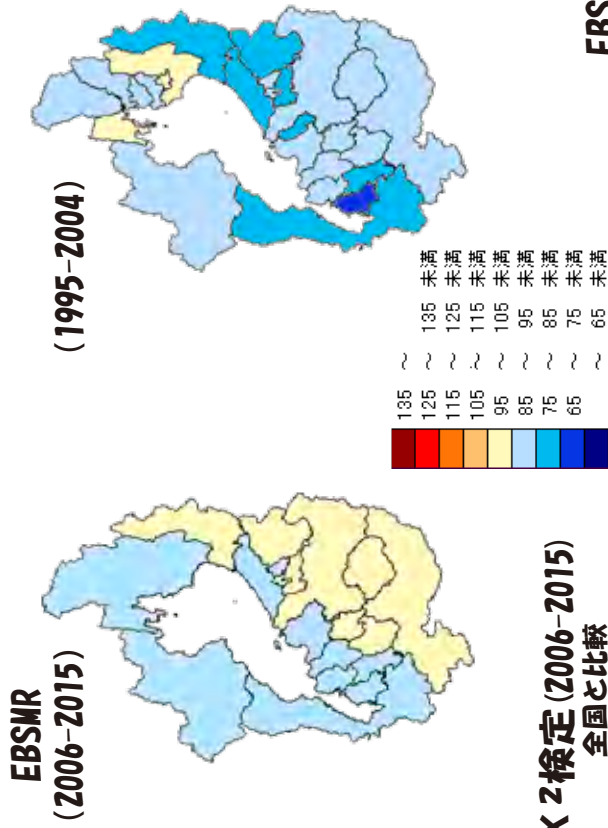 EBSMR
(2006-2015)
(1995-2004)
135 ～
125 ～ 135 未満
115 ～ 125 未満
105 ～ 115 未満
95 ～ 105 未満
85 ～ 95 未満
75 ～ 85 未満
65 ～ 75 未満
～ 65 未満
2検定(2006-2015)
全国と比較
EBS